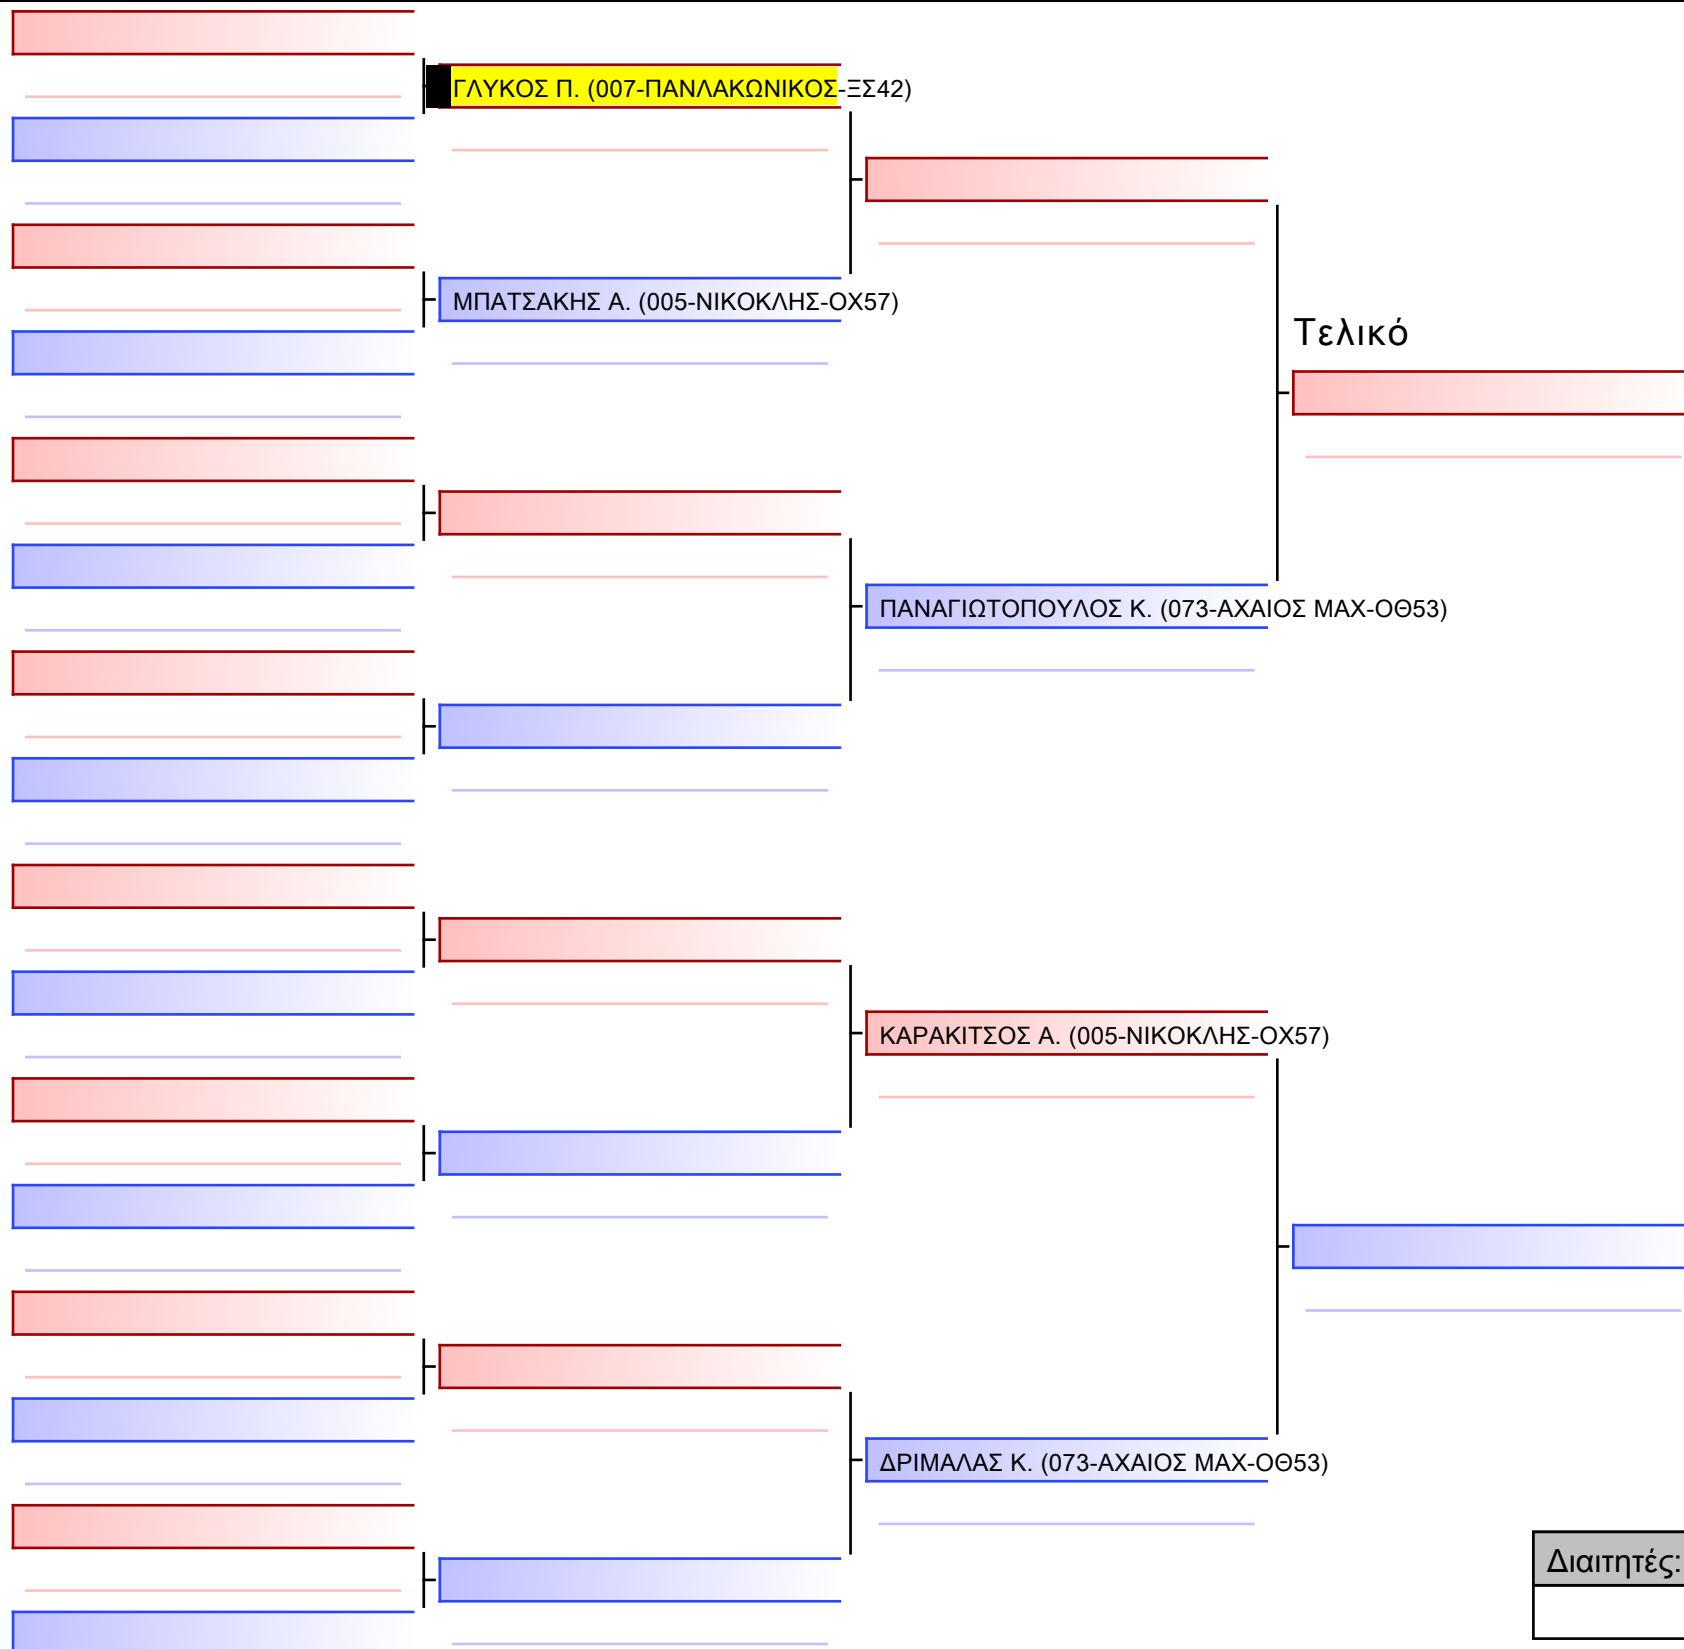 ΓΛΥΚΟΣ Π. (007-ΠΑΝΛΑΚΩΝΙΚΟΣ-ΞΣ42)
ΜΠΑΤΣΑΚΗΣ Α. (005-ΝΙΚΟΚΛΗΣ-ΟΧ57)
Τελικό
ΠΑΝΑΓΙΩΤΟΠΟΥΛΟΣ Κ. (073-ΑΧΑΙΟΣ ΜΑΧ-ΟΘ53)
ΚΑΡΑΚΙΤΣΟΣ Α. (005-ΝΙΚΟΚΛΗΣ-ΟΧ57)
ΔΡΙΜΑΛΑΣ Κ. (073-ΑΧΑΙΟΣ ΜΑΧ-ΟΘ53)
Διαιτητές: